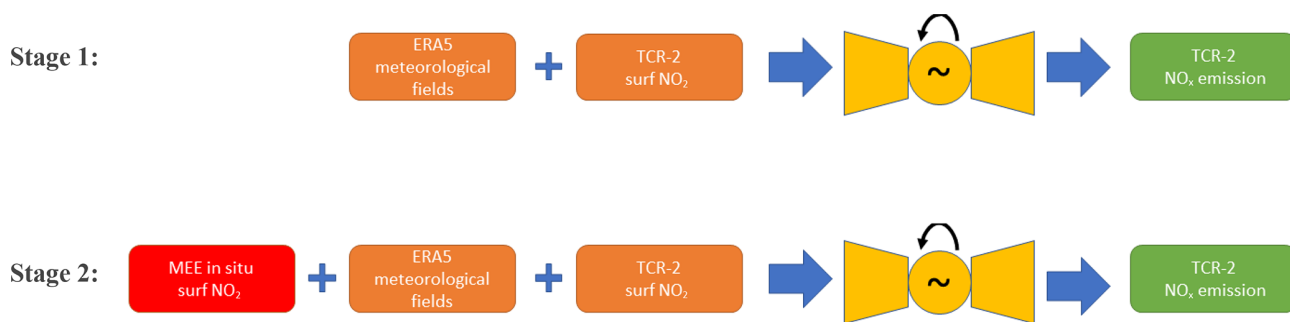 Stage 1:
ERA5
meteorological
fields
+
TCR-2
surf NO₂
~
TCR-2
NOₓ emission
Stage 2:
MEE in situ
surf NO₂
+
ERA5
meteorological
fields
+
TCR-2
surf NO₂
~
TCR-2
NOₓ emission